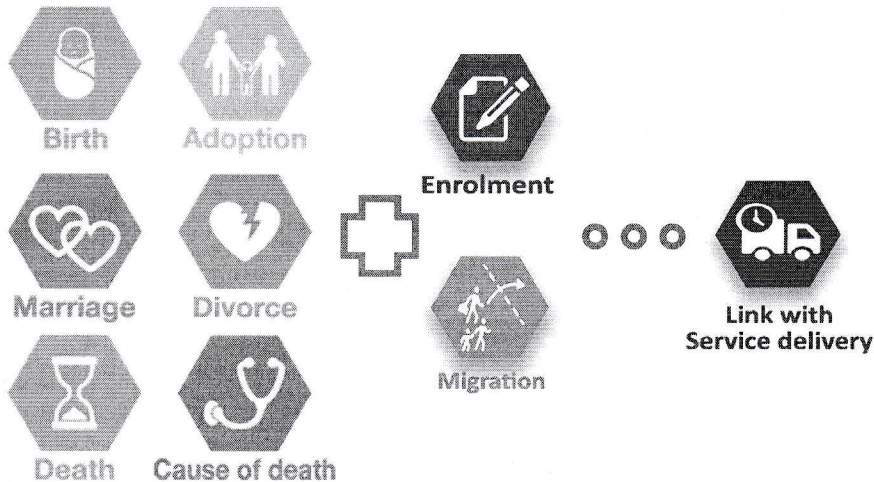 Birth
Adoption
Marriage
Divorce
Death
Cause of death
Enrolment
Migration
Link with
Service delivery